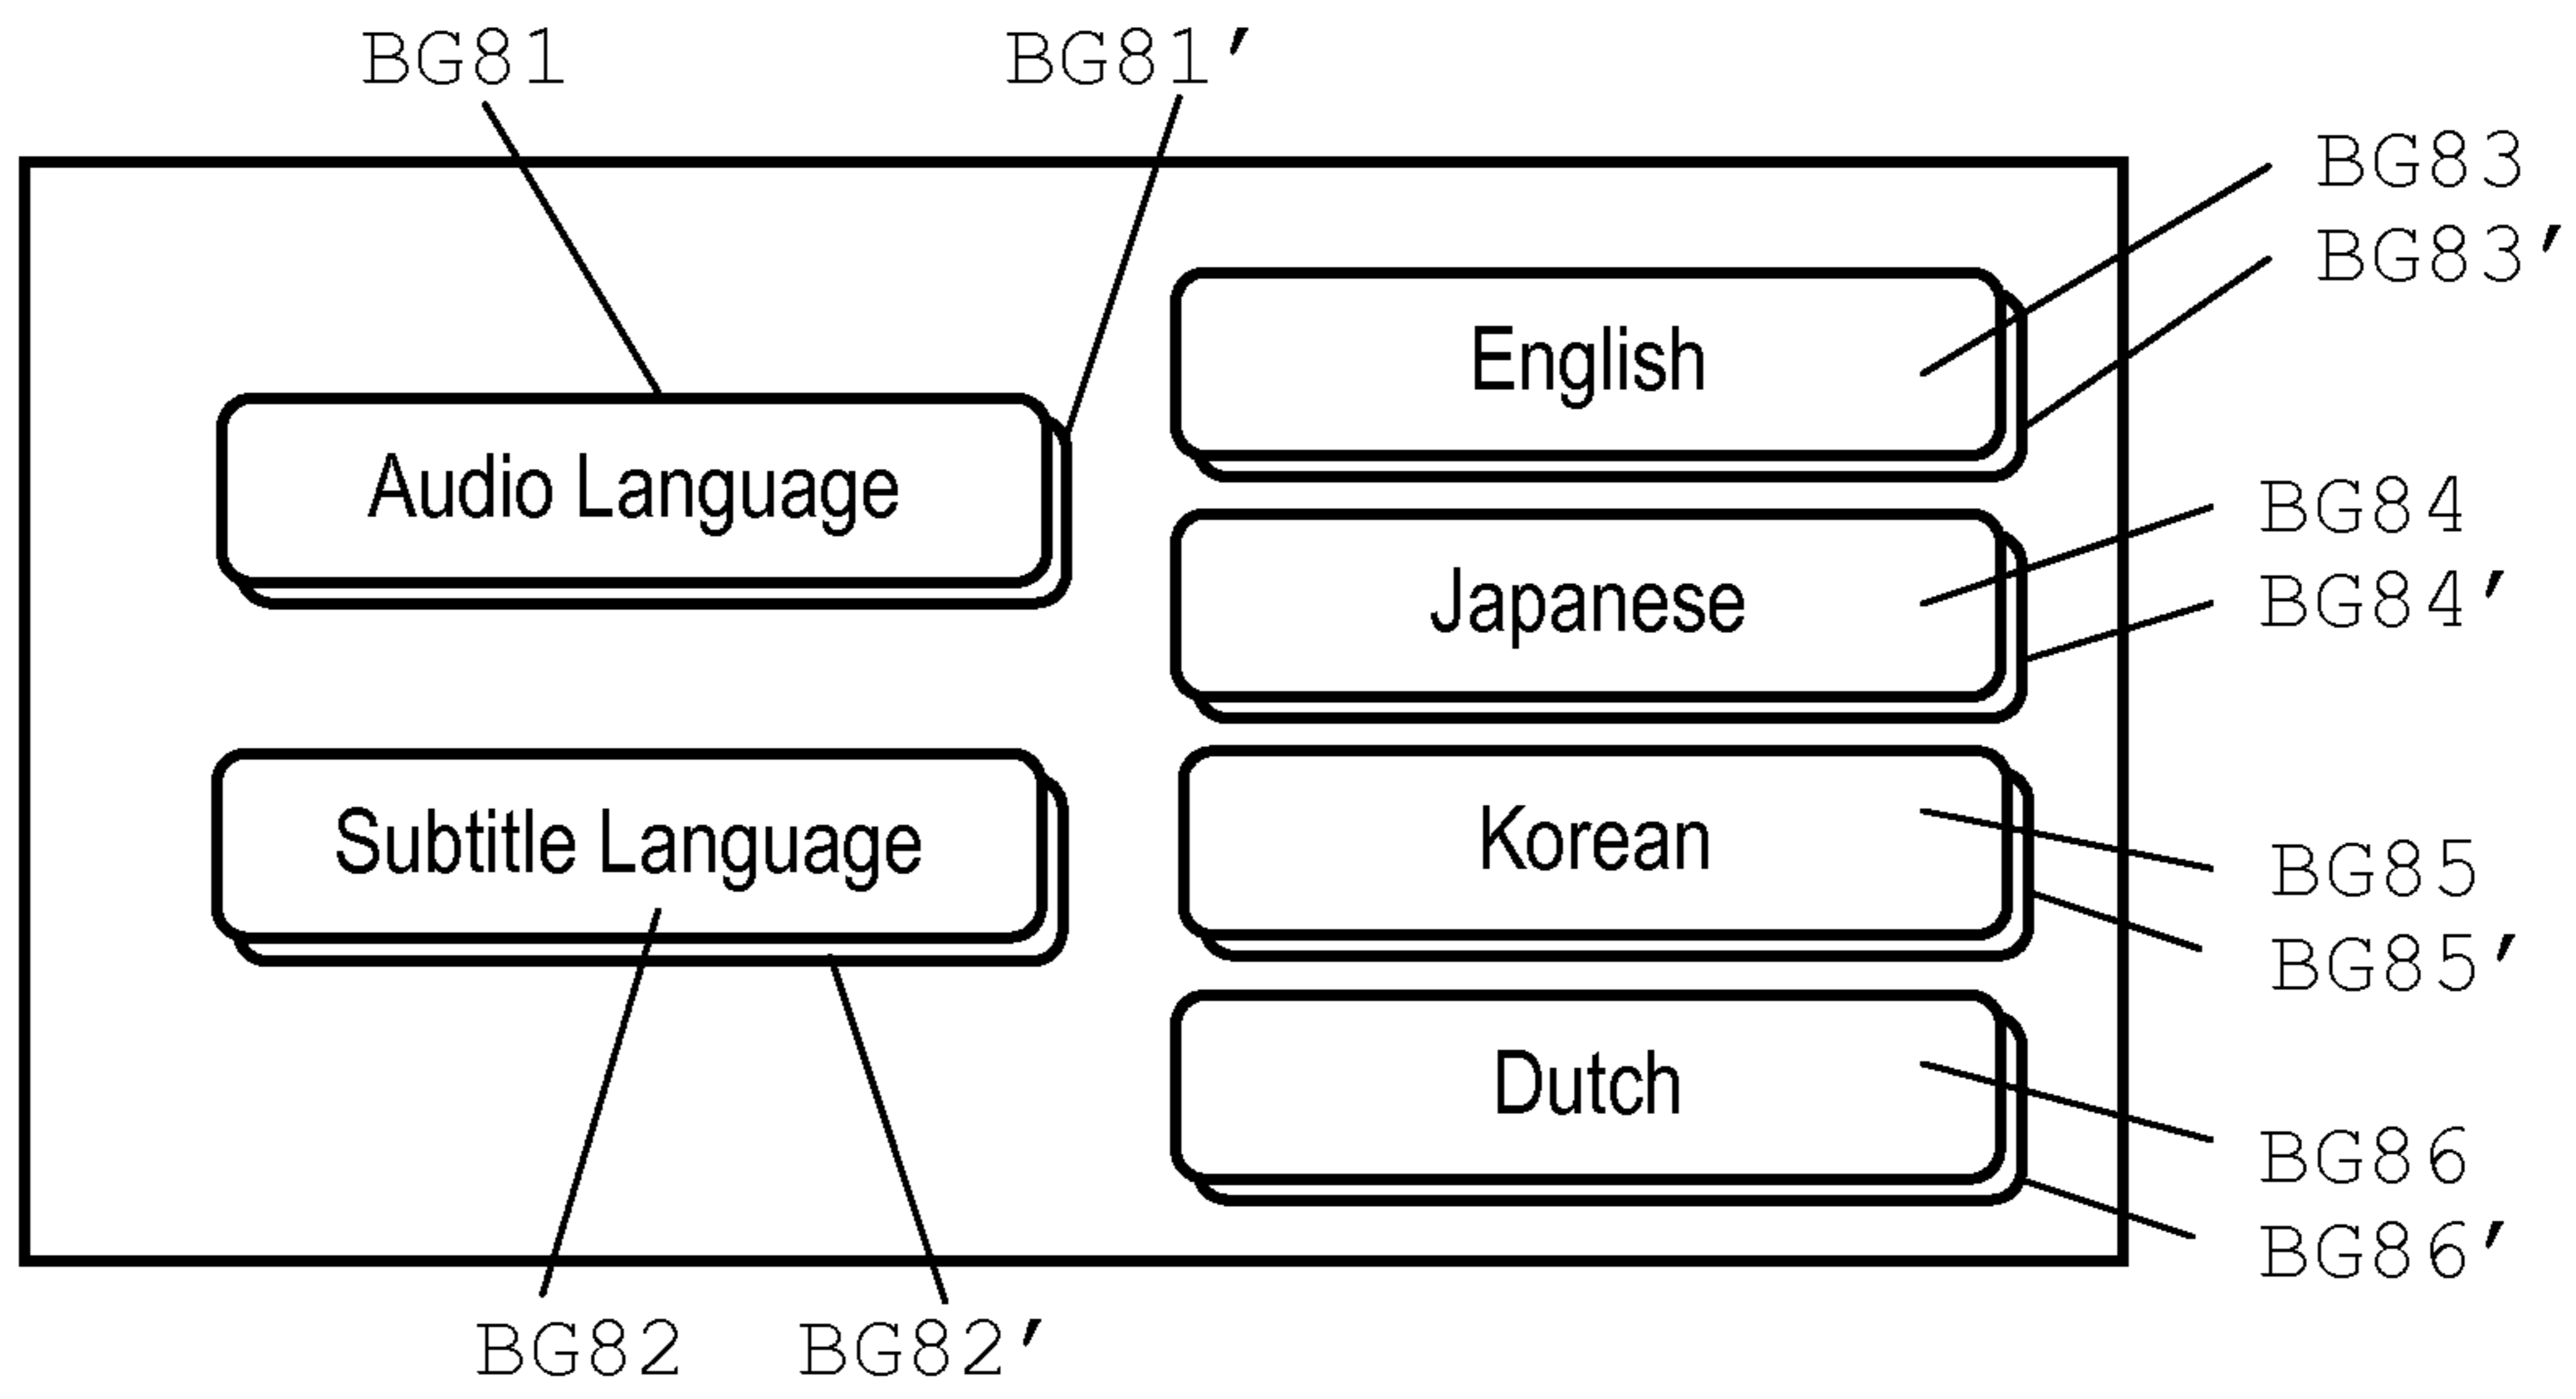 BG81
BG81'
BG83
BG83'
English
Audio Language
BG84
Japanese
BG84'
Subtitle Language
Korean
BG85
BG85'
Dutch
BG86
BG86'
BG82
BG82'